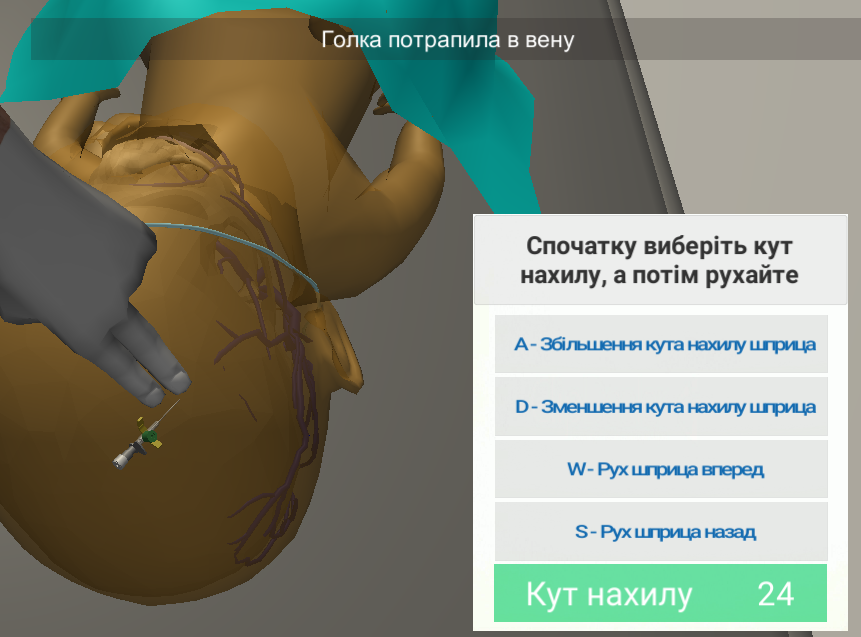 Голка потрапила в вену
Спочатку виберіть кут
нахилу, а потім рухайте
A - Збільшення кута нахилу шприца
D - Зменшення кута нахилу шприца
W - Рух шприца вперед
S - Рух шприца назад
Кут нахилу 24